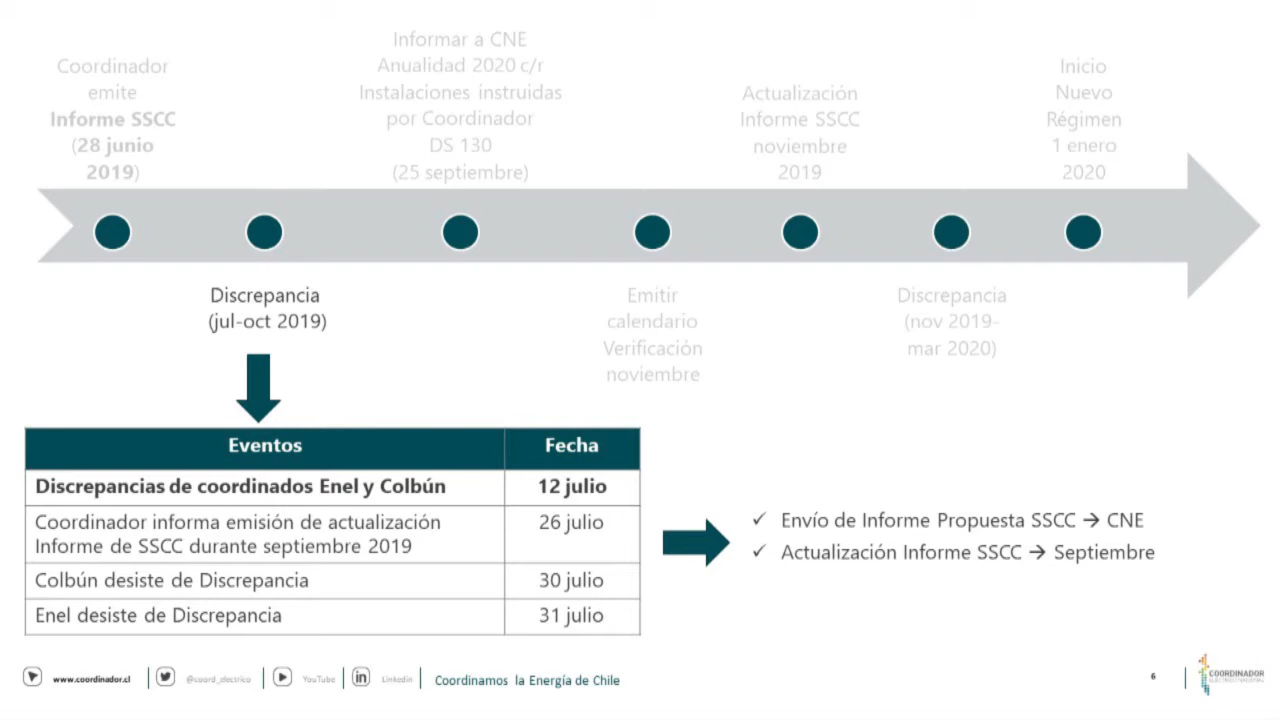 Coordinador
emite
Informe SSCC
(28 junio
2019)
Informar a CNE
Anualidad 2020 c/r
Instalaciones instruidas
por Coordinador
DS 130
(25 septiembre)
Actualización
Informe SSCC
noviembre
2019
Inicio
Nuevo
Régimen
1 enero
2020
Discrepancia
(jul-oct 2019)
Emitir
calendario
Verificación
noviembre
Discrepancia
(nov 2019-
mar 2020)
Eventos Fecha
Discrepancias de coordinados Enel y Colbún 12 julio
Coordinador informa emisión de actualización 26 julio
Informe de SSCC durante septiembre 2019
Colbún desiste de Discrepancia 30 julio
Enel desiste de Discrepancia 31 julio
✓ Envío de Informe Propuesta SSCC → CNE
✓ Actualización Informe SSCC → Septiembre
www.coordinador.cl @coord_electrico YouTube Linkedin Coordinamos la Energía de Chile 6
COORDINADOR
ELÉCTRICO NACIONAL